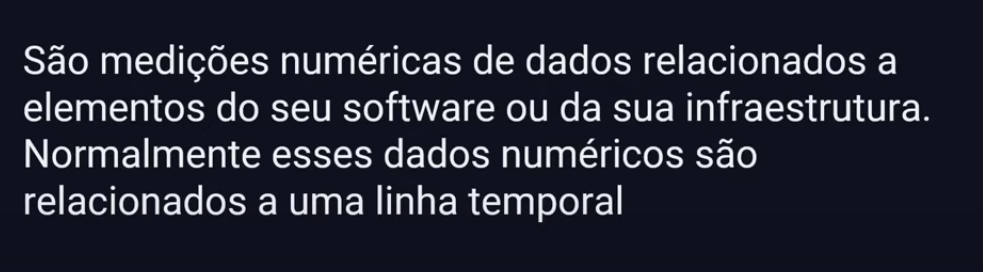 São medições numéricas de dados relacionados a
elementos do seu software ou da sua infraestrutura.
Normalmente esses dados numéricos são
relacionados a uma linha temporal